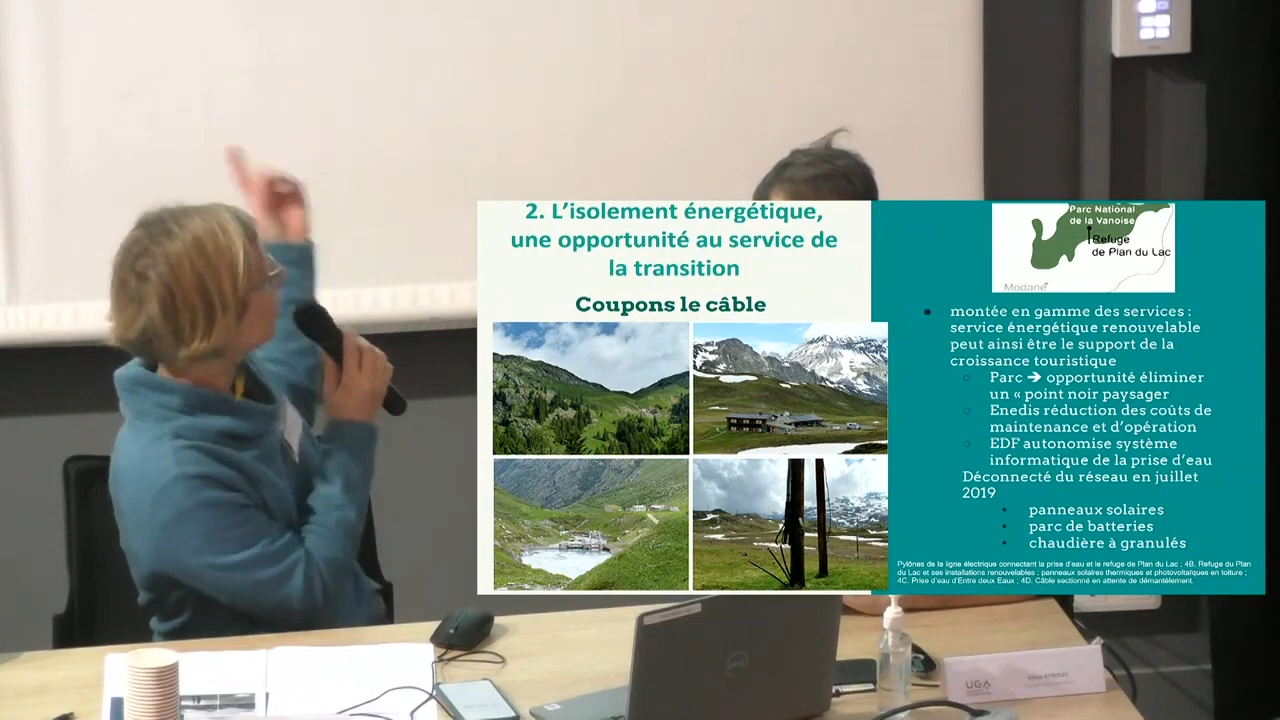 2. L'isolement énergétique,
une opportunité au service de
la transition
Coupons le câble
Parc National
de la Vanoise
Refuge
de Plan du Lac
Modane
● montée en gamme des services :
service énergétique renouvelable
peut ainsi être le support de la
croissance touristique
○ Parc ➔ opportunité éliminer
un « point noir paysager
○ Enedis réduction des coûts de
maintenance et d'opération
○ EDF autonomise système
informatique de la prise d'eau
Déconnecté du réseau en juillet
2019
• panneaux solaires
• parc de batteries
• chaudière à granulés
Pylônes de la ligne électrique connectant la prise d'eau et le refuge de Plan du Lac ; 4B. Refuge du Plan
du Lac et ses installations renouvelables : panneaux solaires thermiques et photovoltaïques en toiture ;
4C. Prise d'eau d'Entre deux Eaux ; 4D. Câble sectionné en attente de démantèlement.
DELL
UGA